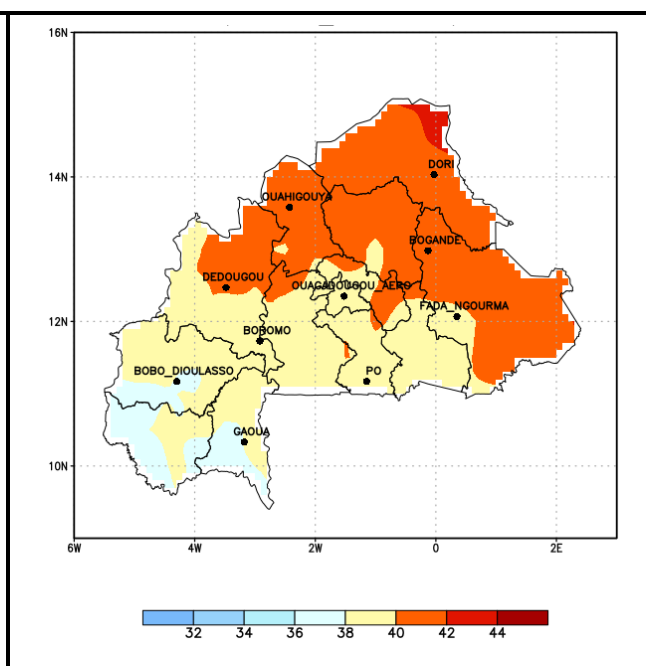 16N
14N
DORI
OUAHIGOUYA
BOGANDE
DEDOUGOU
OUAGADOUGOU_AERO
FADA_NGOURMA
12N
BOROMO
BOBO_DIOULASSO
PO
GAOUA
10N
6W 4W 2W 0 2E
32 34 36 38 40 42 44